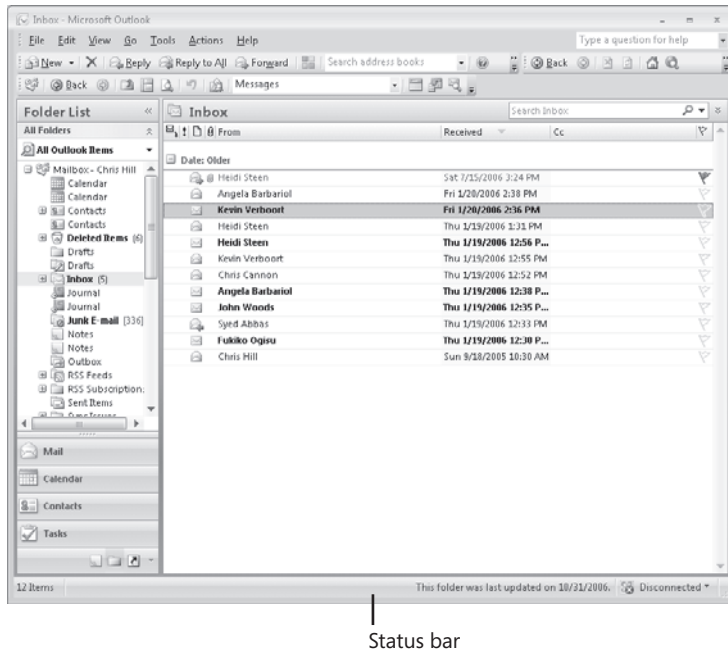 Inbox - Microsoft Outlook
File Edit View Go Tools Actions Help Type a question for help
New Reply Reply to All Forward Search address books Back
Back Messages
Folder List « Inbox Search Inbox
All Folders From Received Cc
All Outlook Items
Date: Older
Mailbox - Chris Hill
Calendar
Calendar
Contacts
Contacts
Deleted Items (6)
Drafts
Drafts
Inbox (5)
Journal
Journal
Junk E-mail [336]
Notes
Notes
Outbox
RSS Feeds
RSS Subscription:
Sent Items
Sync Issues
Heidi Steen Sat 7/15/2006 3:24 PM
Angela Barbariol Fri 1/20/2006 2:38 PM
Kevin Verboort Fri 1/20/2006 2:36 PM
Heidi Steen Thu 1/19/2006 1:31 PM
Heidi Steen Thu 1/19/2006 12:56 P...
Kevin Verboort Thu 1/19/2006 12:55 PM
Chris Cannon Thu 1/19/2006 12:52 PM
Angela Barbariol Thu 1/19/2006 12:38 P...
John Woods Thu 1/19/2006 12:35 P...
Syed Abbas Thu 1/19/2006 12:33 PM
Fukiko Ogisu Thu 1/19/2006 12:30 P...
Chris Hill Sun 9/18/2005 10:30 AM
Mail
Calendar
Contacts
Tasks
12 Items This folder was last updated on 10/31/2006. Disconnected
Status bar